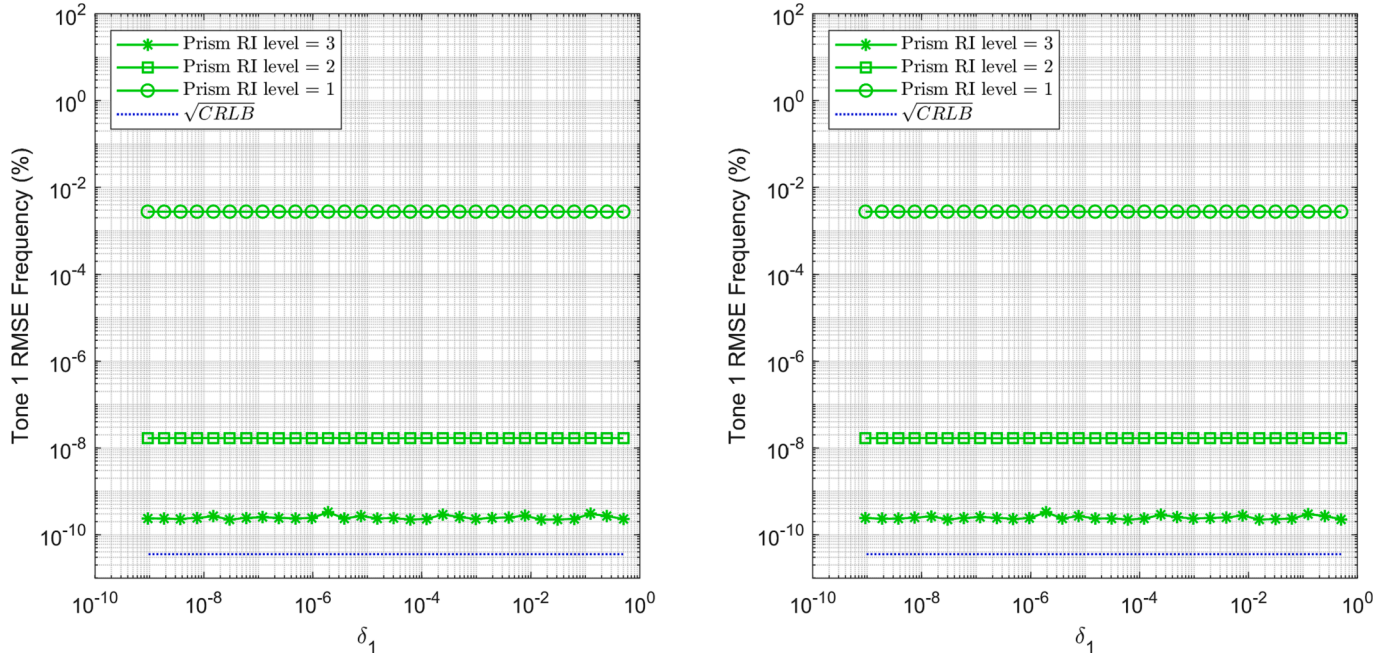 10^2
10^0
10^-2
10^-4
10^-6
10^-8
10^-10
Tone 1 RMSE Frequency (%)
Prism RI level = 3
Prism RI level = 2
Prism RI level = 1
√CRLB
10^-10
10^-8
10^-6
10^-4
10^-2
10^0
δ_1
10^2
10^0
10^-2
10^-4
10^-6
10^-8
10^-10
Tone 1 RMSE Frequency (%)
Prism RI level = 3
Prism RI level = 2
Prism RI level = 1
√CRLB
10^-10
10^-8
10^-6
10^-4
10^-2
10^0
δ_1